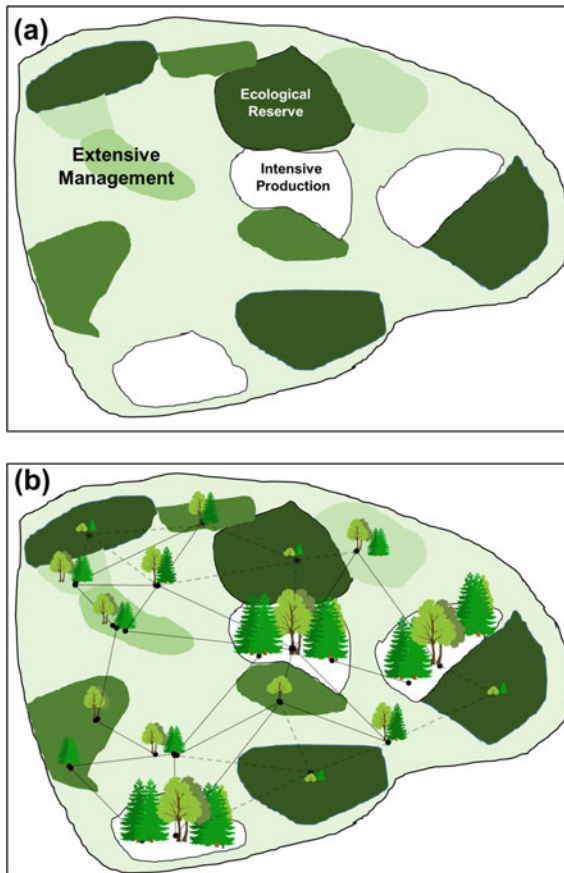 (a)
Ecological
Reserve
Extensive
Management
Intensive
Production
(b)